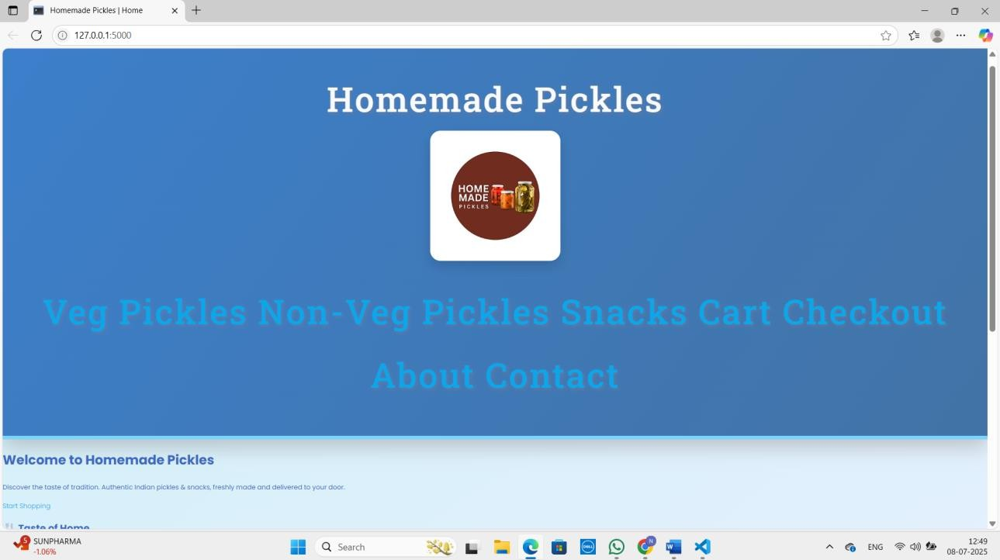 Homemade Pickles | Home
127.0.0.1:5000
Homemade Pickles
HOME
MADE
PICKLES
Veg Pickles Non-Veg Pickles Snacks Cart Checkout
About Contact
Welcome to Homemade Pickles
Discover the taste of tradition. Authentic Indian pickles & snacks, freshly made and delivered to your door.
Start Shopping
Taste of Home
5
SUNPHARMA
-1.06%
Search
DELL
N
W
ENG
12:49
08-07-2025